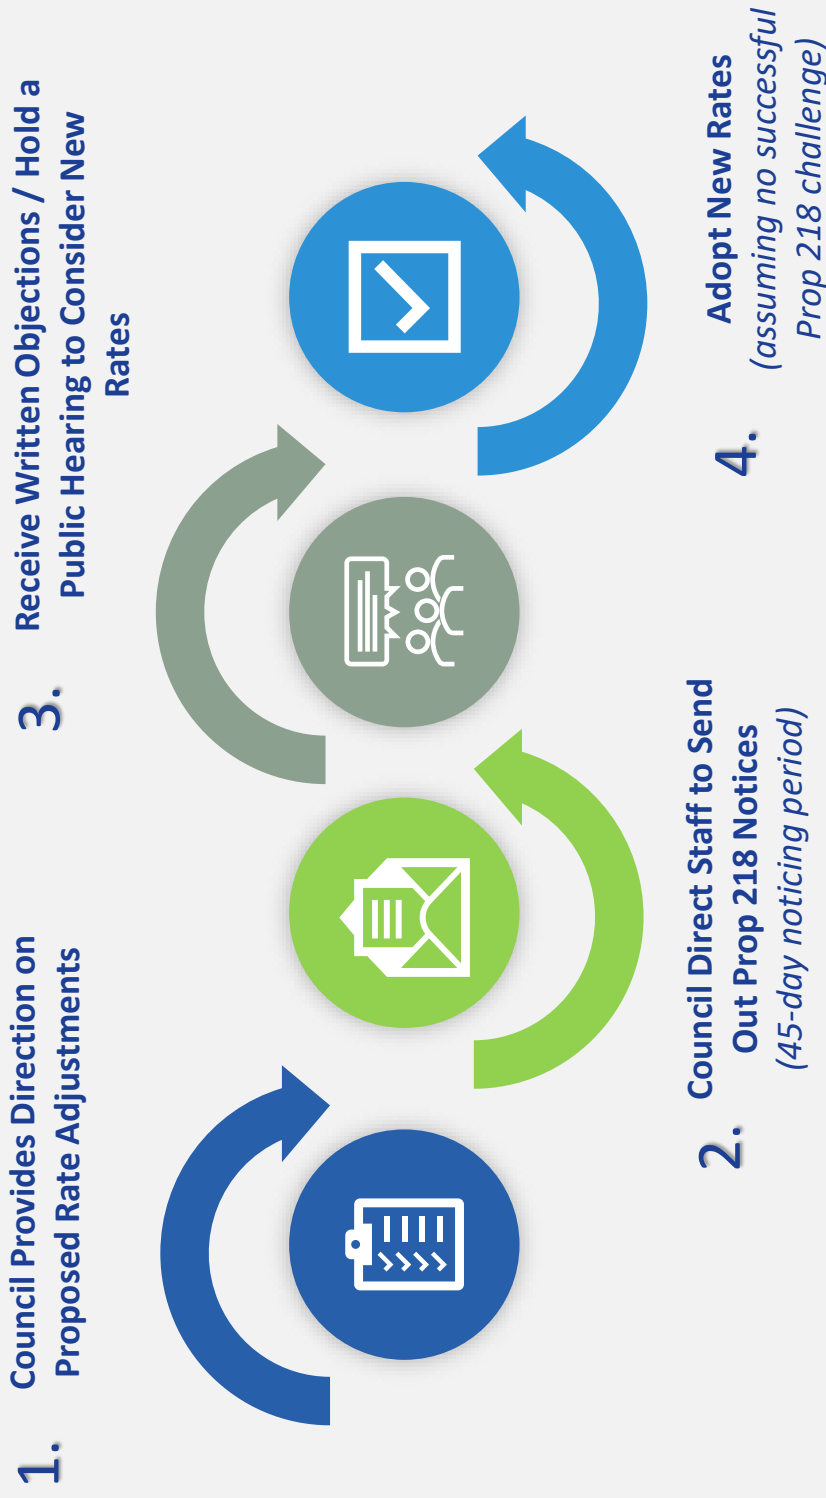 1.
Council Provides Direction on
Proposed Rate Adjustments
2.
Council Direct Staff to Send
Out Prop 218 Notices
(45-day noticing period)
3.
Receive Written Objections / Hold a
Public Hearing to Consider New
Rates
4.
Adopt New Rates
(assuming no successful
Prop 218 challenge)